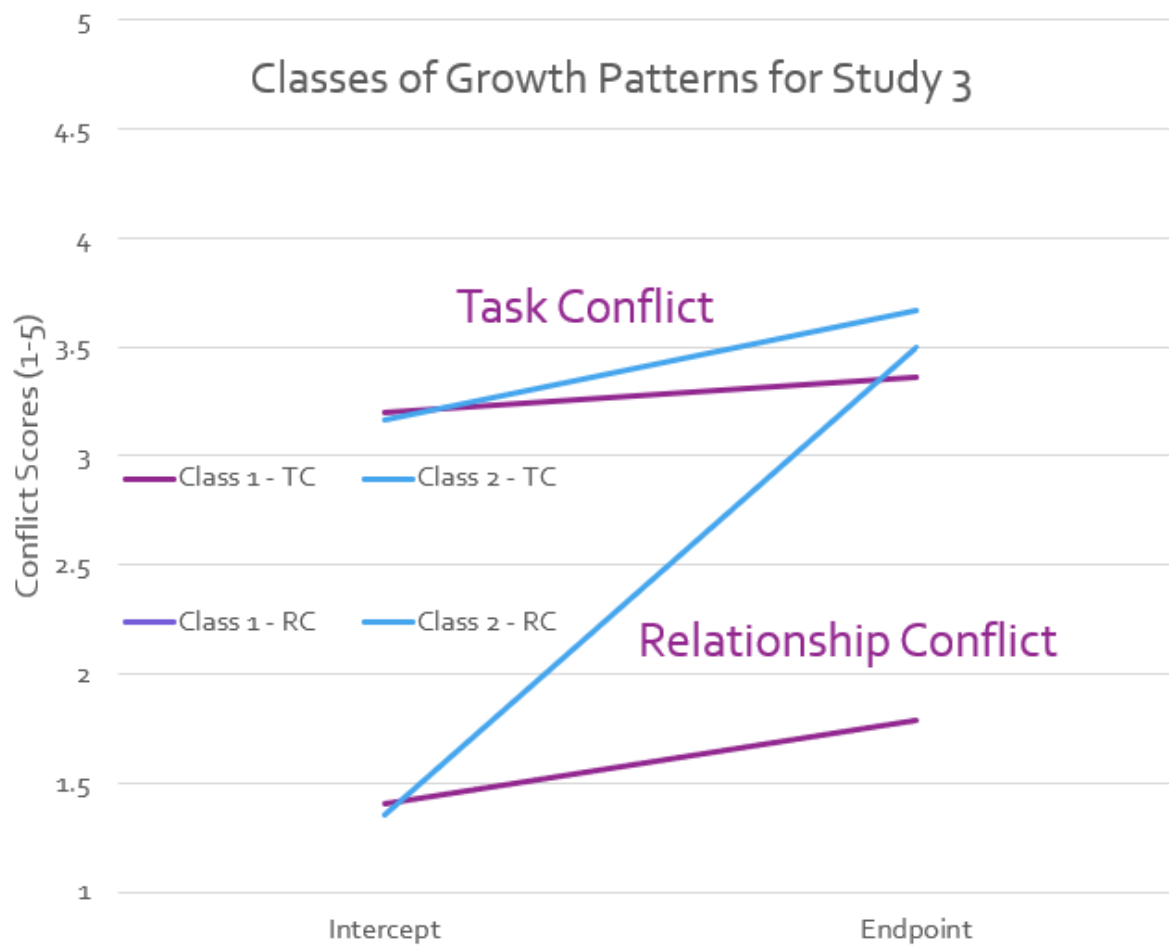 5
Classes of Growth Patterns for Study 3
4.5
4
Task Conflict
3.5
Conflict Scores (1-5)
3
Class 1 - TC
Class 2 - TC
2.5
Class 1 - RC
Class 2 - RC
Relationship Conflict
2
1.5
1
Intercept
Endpoint